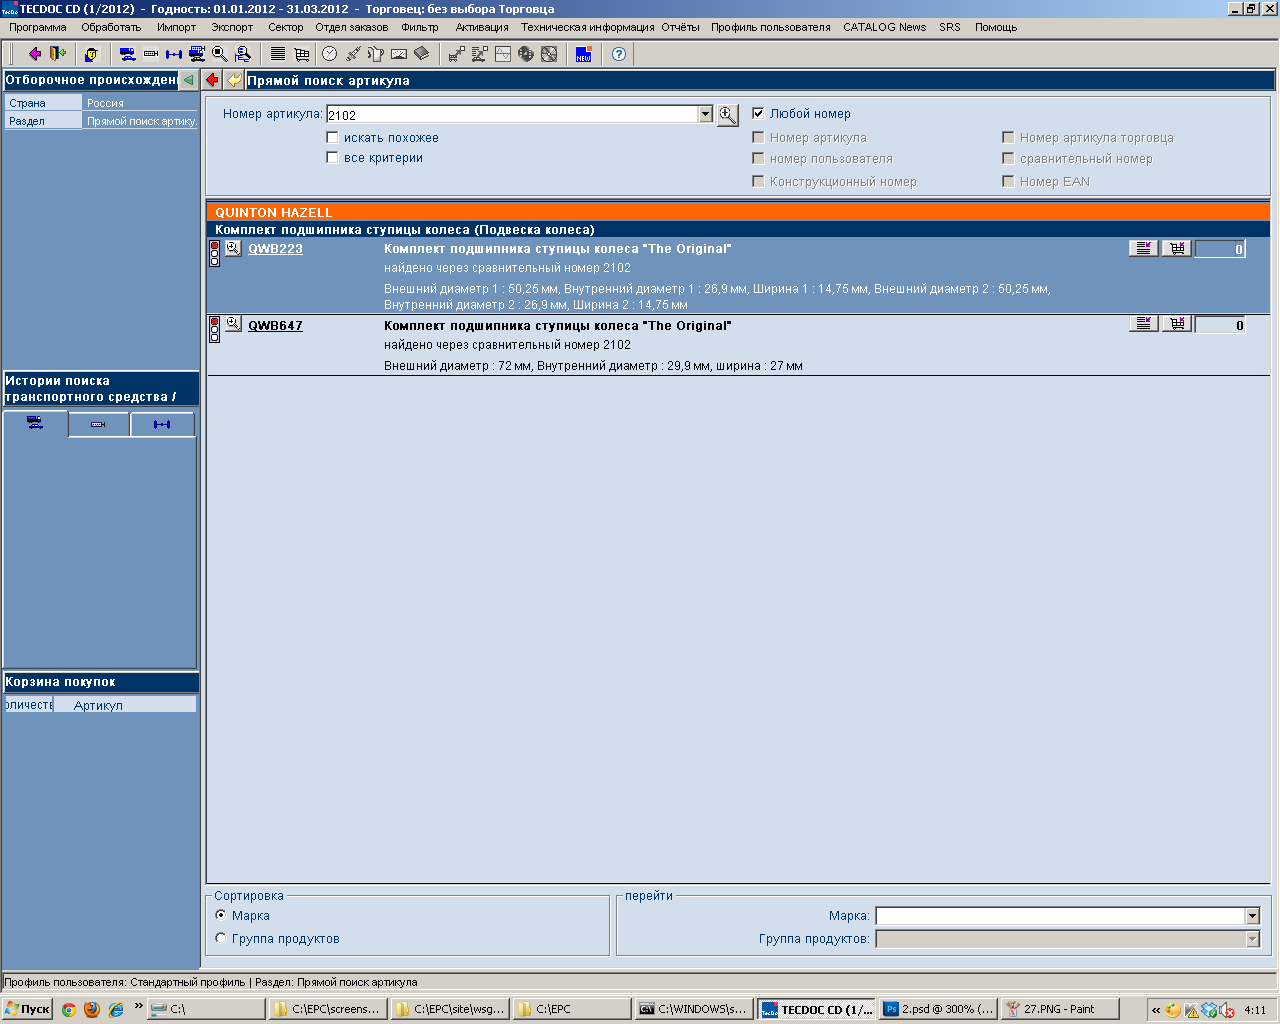 TECDOC CD (1/2012)  -  Годность: 01.01.2012 - 31.03.2012  -  Торговец: без выбора Торговца
Программа Обработать Импорт Экспорт Сектор Отдел заказов Фильтр Активация Техническая информация Отчёты Профиль пользователя CATALOG News SRS Помощь
NEW
Отборочное происхожден
Прямой поиск артикула
Страна Россия
Раздел Прямой поиск артику.
Номер артикула: 2102
Любой номер
искать похожее
Номер артикула
Номер артикула торговца
все критерии
номер пользователя
сравнительный номер
Конструкционный номер
Номер EAN
QUINTON HAZELL
Комплект подшипника ступицы колеса (Подвеска колеса)
QWB223 Комплект подшипника ступицы колеса "The Original" 0
найдено через сравнительный номер 2102
Внешний диаметр 1 : 50,25 мм, Внутренний диаметр 1 : 26,9 мм, Ширина 1 : 14,75 мм, Внешний диаметр 2 : 50,25 мм,
Внутренний диаметр 2 : 26,9 мм, Ширина 2 : 14,75 мм
QWB647 Комплект подшипника ступицы колеса "The Original" 0
найдено через сравнительный номер 2102
Внешний диаметр : 72 мм, Внутренний диаметр : 29,9 мм, ширина : 27 мм
Истории поиска
транспортного средства /
Корзина покупок
оличеств Артикул
Сортировка
Марка
Группа продуктов
перейти
Марка:
Группа продуктов:
Профиль пользователя: Стандартный профиль | Раздел: Прямой поиск артикула
Пуск » C:\ C:\EPC\screens... C:\EPC\site\wsg... C:\EPC C:\WINDOWS\s... TECDOC CD (1/... 2.psd @ 300% (... 27.PNG - Paint « 4:11